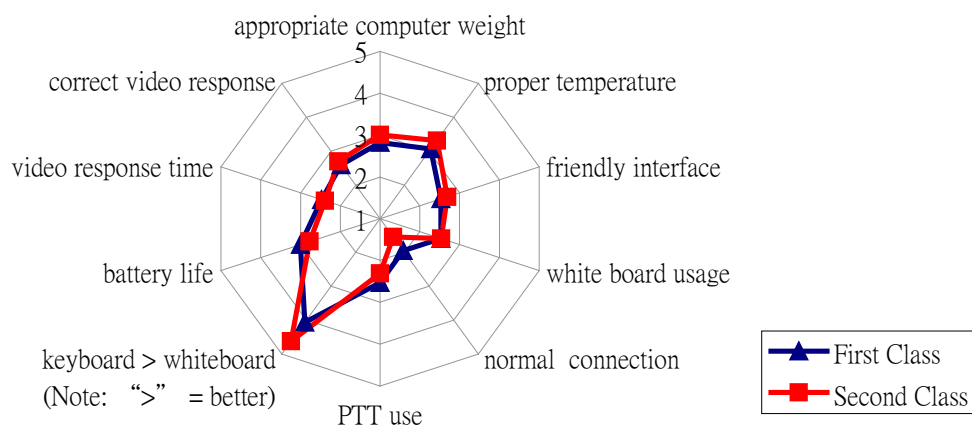 appropriate computer weight
5
correct video response
proper temperature
4
3
video response time
friendly interface
2
1
battery life
white board usage
keyboard > whiteboard
normal connection
(Note: “>” = better)
PTT use
First Class
Second Class